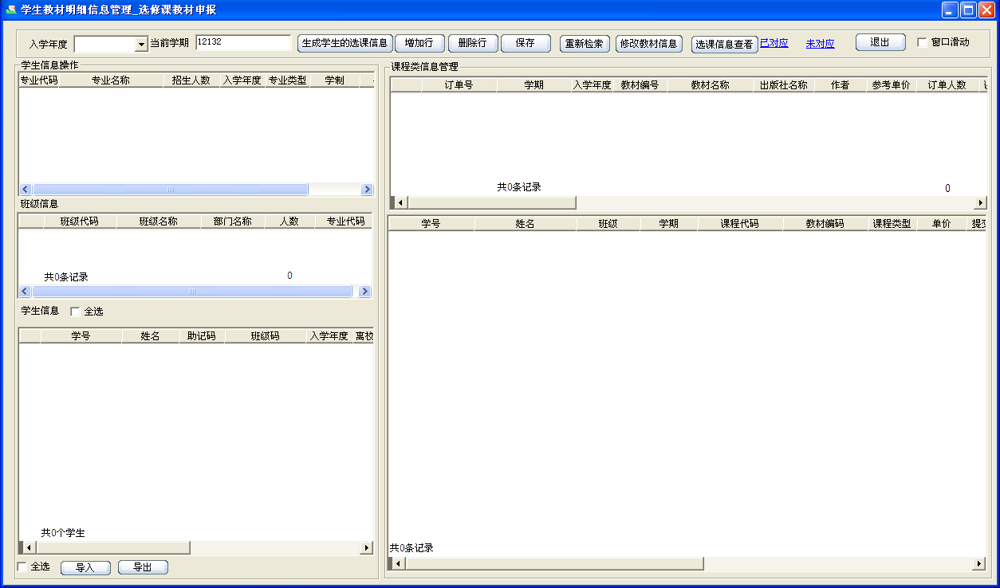 学生教材明细信息管理_选修课教材申报
入学年度 当前学期 12132 生成学生的选课信息 增加行 删除行 保存 重新检索 修改教材信息 选课信息查看 已对应 未对应 退出 窗口滑动
学生信息操作
专业代码 专业名称 招生人数 入学年度 专业类型 学制
班级信息
班级代码 班级名称 部门名称 人数 专业代码
共0条记录 0
学生信息 全选
学号 姓名 助记码 班级码 入学年度 离校
共0个学生
全选 导入 导出
课程类信息管理
订单号 学期 入学年度 教材编号 教材名称 出版社名称 作者 参考单价 订单人数
共0条记录 0
学号 姓名 班级 学期 课程代码 教材编码 课程类型 单价 提交
共0条记录